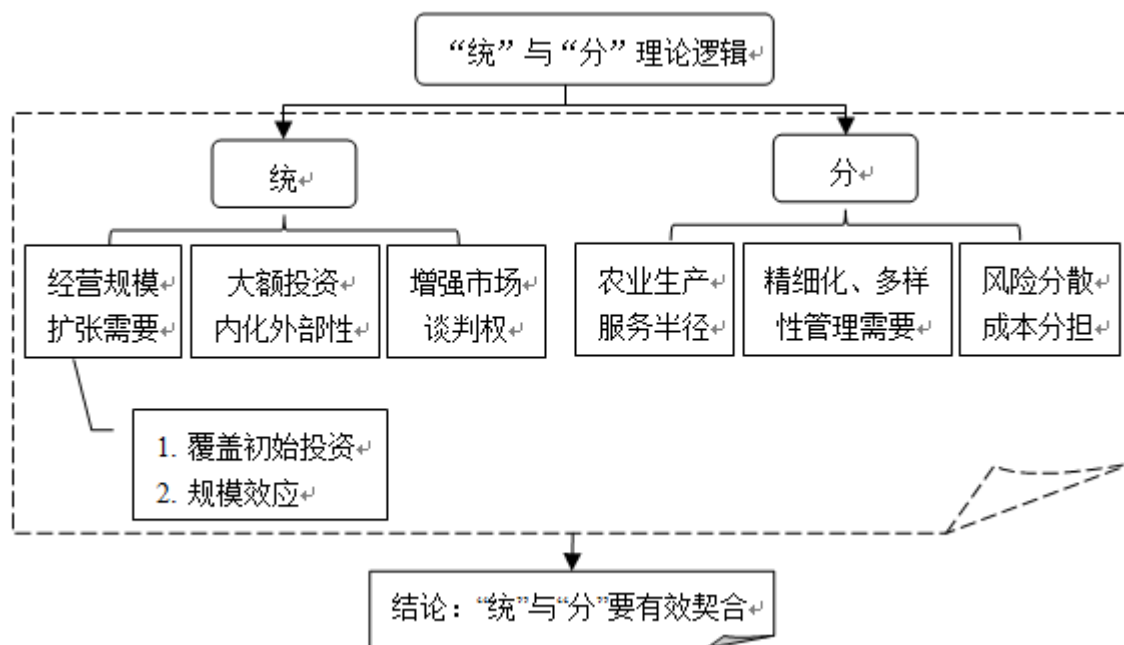 “统”与“分”理论逻辑
统
分
经营规模
扩张需要
大额投资
内化外部性
增强市场
谈判权
农业生产
服务半径
精细化、多样
性管理需要
风险分散
成本分担
1. 覆盖初始投资
2. 规模效应
结论：“统”与“分”要有效契合